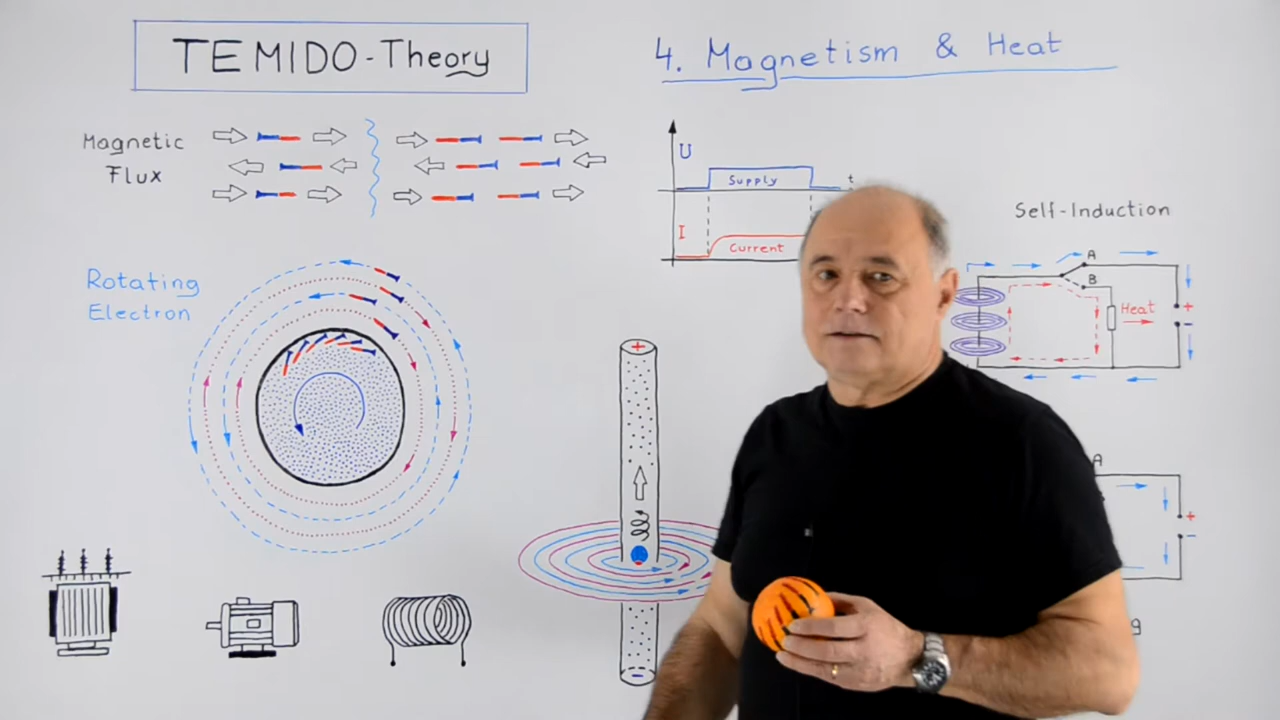 TEMIDO-Theory
4. Magnetism & Heat
Magnetic
Flux
U
Supply
t
I
Current
Rotating
Electron
Self-Induction
A
B
Heat
+
-
+
-
A
+
-
g